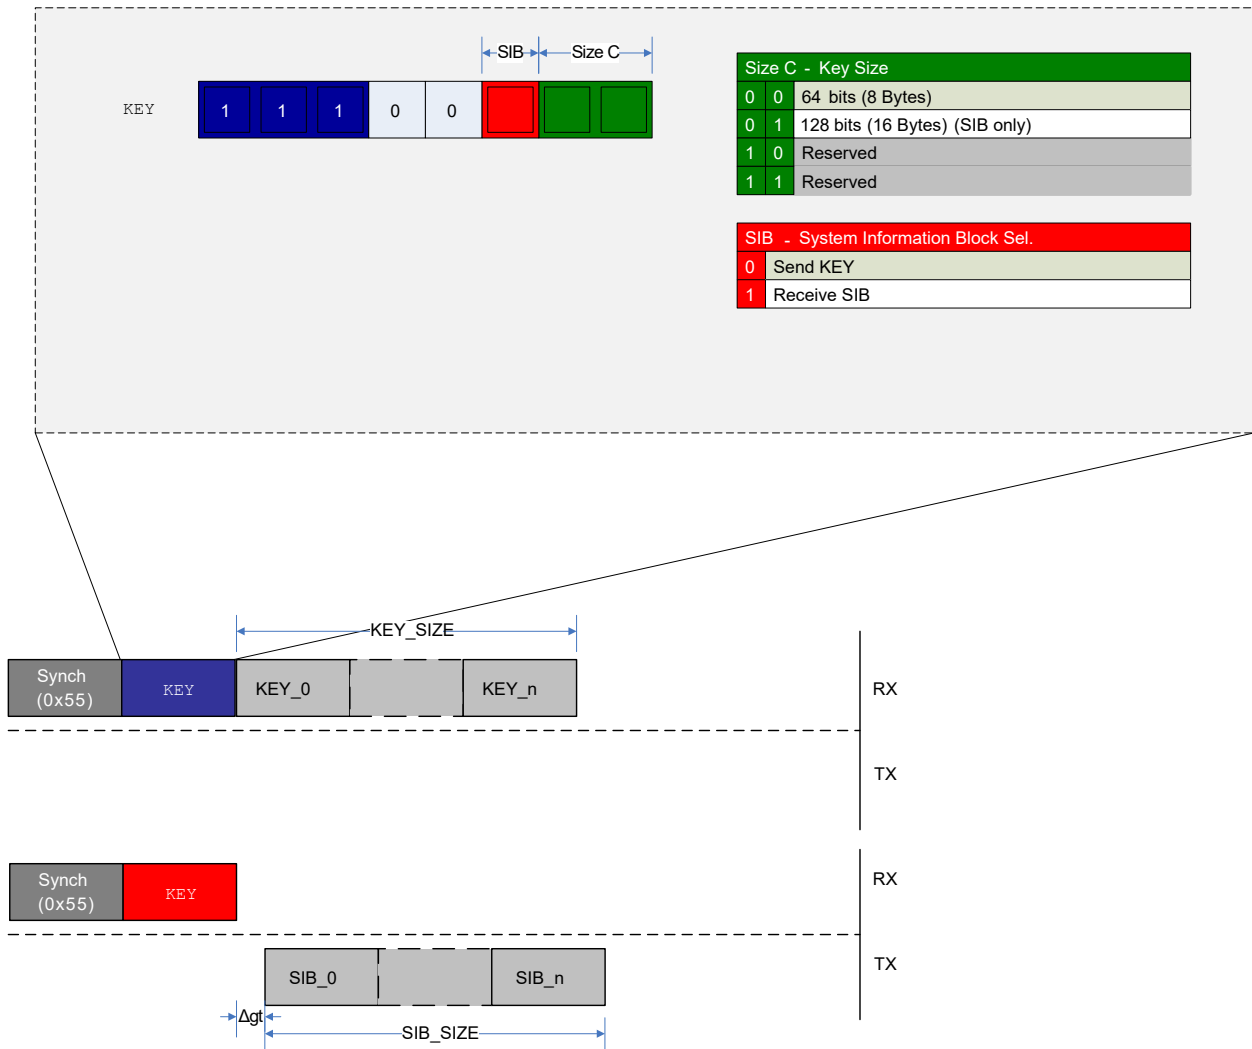 SIB Size C
KEY 1 1 1 0 0
Size C - Key Size
0 0 64 bits (8 Bytes)
0 1 128 bits (16 Bytes) (SIB only)
1 0 Reserved
1 1 Reserved
SIB - System Information Block Sel.
0 Send KEY
1 Receive SIB
KEY_SIZE
Synch
(0x55)
KEY
KEY_0
KEY_n
RX
TX
Synch
(0x55)
KEY
RX
SIB_0
SIB_n
TX
Δgt
SIB_SIZE